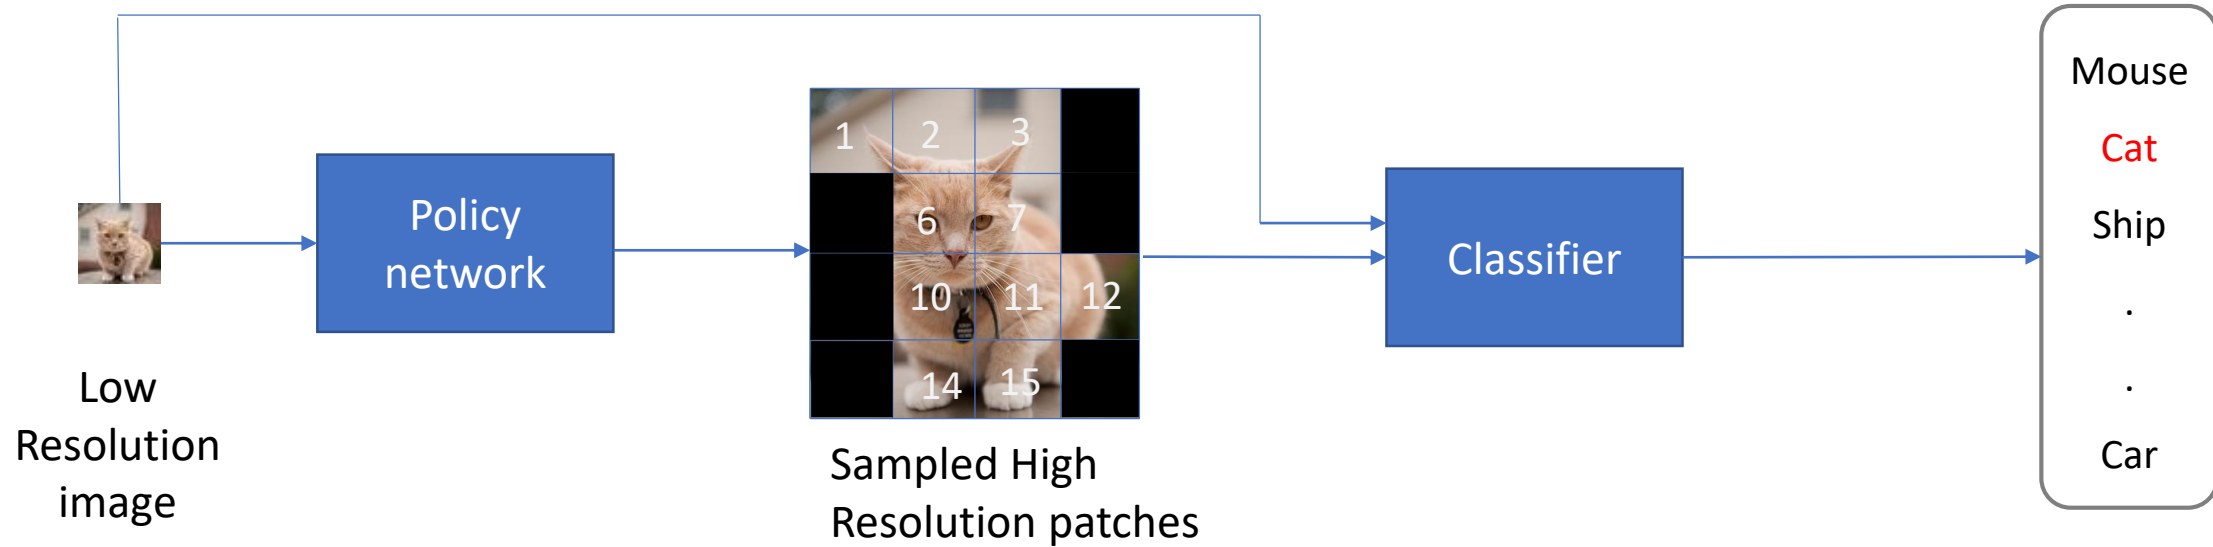 Low
Resolution
image
Policy
network
1 2 3
6 7
10 11 12
14 15
Sampled High
Resolution patches
Classifier
Mouse
Cat
Ship
.
.
Car